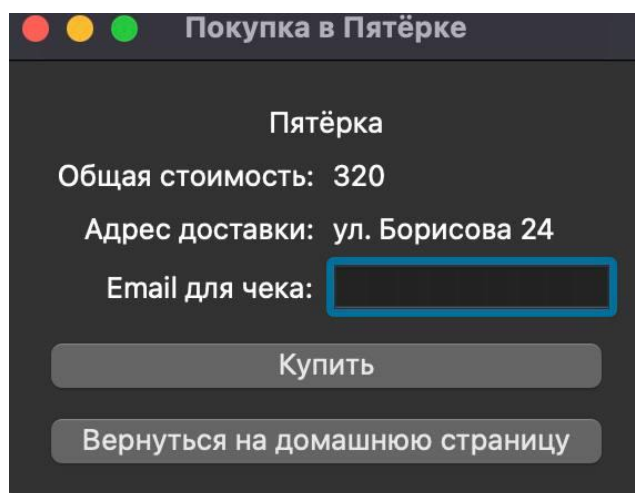 Покупка в Пятёрке
Пятёрка
Общая стоимость: 320
Адрес доставки: ул. Борисова 24
Email для чека:
Купить
Вернуться на домашнюю страницу